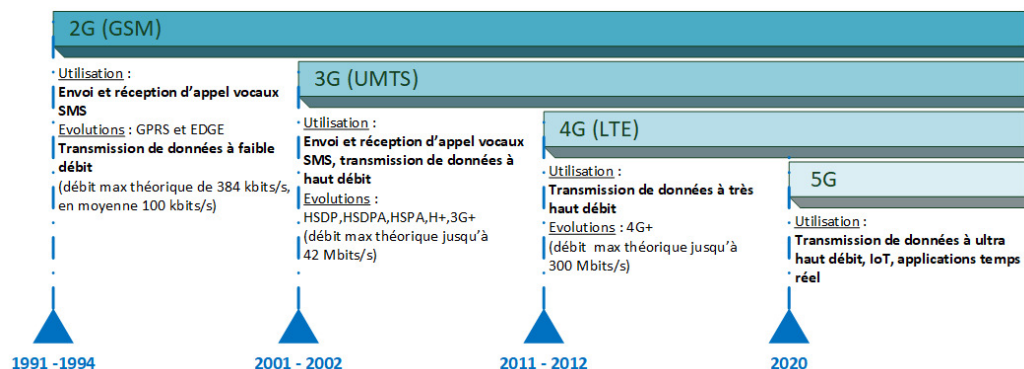 2G (GSM)
Utilisation :
Envoi et réception d'appel vocaux
SMS
Evolutions : GPRS et EDGE
Transmission de données à faible
débit
(débit max théorique de 384 kbits/s,
en moyenne 100 kbits/s)
3G (UMTS)
Utilisation :
Envoi et réception d'appel vocaux
SMS, transmission de données à
haut débit
Evolutions :
HSDP,HSDPA,HSPA,H+,3G+
(débit max théorique jusqu'à
42 Mbits/s)
4G (LTE)
Utilisation :
Transmission de données à très
haut débit
Evolutions : 4G+
(débit max théorique jusqu'à
300 Mbits/s)
5G
Utilisation :
Transmission de données à ultra
haut débit, IoT, applications temps
réel
1991 -1994
2001 - 2002
2011 - 2012
2020